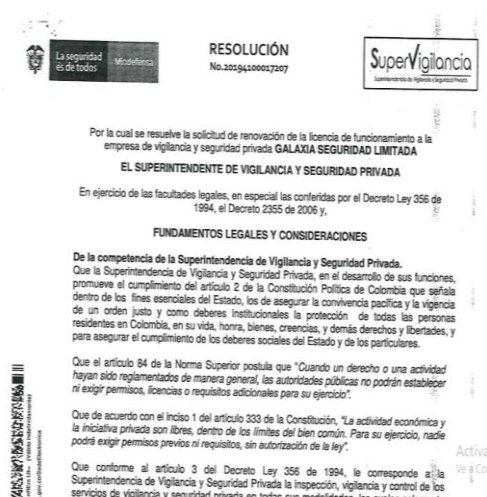 La seguridad
es de todos
Mindefensa
RESOLUCIÓN
No.20194100017207
SuperVigilancia
Superintendencia de Vigilancia y Seguridad Privada
Por la cual se resuelve la solicitud de renovación de la licencia de funcionamiento a la
empresa de vigilancia y seguridad privada GALAXIA SEGURIDAD LIMITADA
EL SUPERINTENDENTE DE VIGILANCIA Y SEGURIDAD PRIVADA
En ejercicio de las facultades legales, en especial las conferidas por el Decreto Ley 356 de
1994, el Decreto 2355 de 2006 y,
FUNDAMENTOS LEGALES Y CONSIDERACIONES
De la competencia de la Superintendencia de Vigilancia y Seguridad Privada.
Que la Superintendencia de Vigilancia y Seguridad Privada, en el desarrollo de sus funciones,
promueve el cumplimiento del artículo 2 de la Constitución Política de Colombia que señala
dentro de los fines esenciales del Estado, los de asegurar la convivencia pacífica y la vigencia
de un orden justo y como deberes institucionales la protección de todas las personas
residentes en Colombia, en su vida, honra, bienes, creencias, y demás derechos y libertades, y
para asegurar el cumplimiento de los deberes sociales del Estado y de los particulares.
Que el artículo 84 de la Norma Superior postula que "Cuando un derecho o una actividad
hayan sido reglamentados de manera general, las autoridades públicas no podrán establecer
ni exigir permisos, licencias o requisitos adicionales para su ejercicio".
Que de acuerdo con el inciso 1 del artículo 333 de la Constitución, "La actividad económica y
la iniciativa privada son libres, dentro de los límites del bien común. Para su ejercicio, nadie
podrá exigir permisos previos ni requisitos, sin autorización de la ley".
Que conforme al artículo 3 del Decreto Ley 356 de 1994, le corresponde a la
Superintendencia de Vigilancia y Seguridad Privada la inspección, vigilancia y control de los
servicios de vigilancia y seguridad privada en todas sus modalidades
Activa
Ve a Co